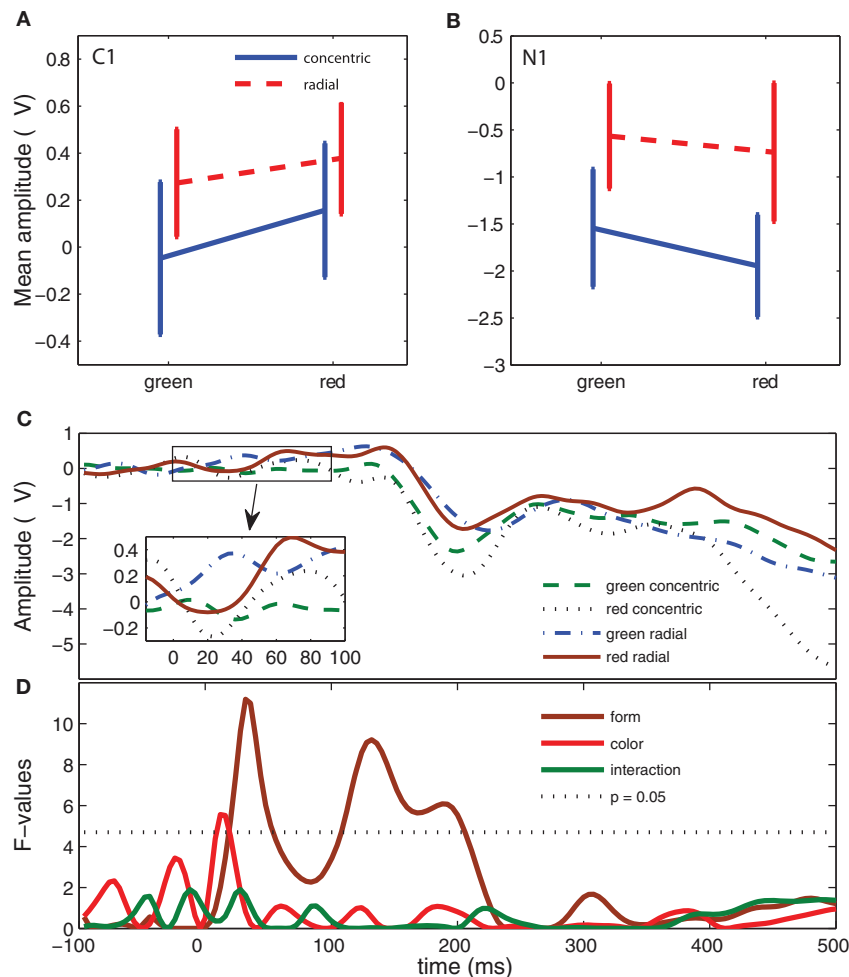 A
C1
concentric
radial
0.8
0.6
0.4
0.2
0
−0.2
−0.4
Mean amplitude ( V)
green
red
B
N1
0.5
0
−0.5
−1
−1.5
−2
−2.5
−3
green
red
C
1
0
−1
−2
−3
−4
−5
Amplitude ( V)
0.4
0.2
0
−0.2
0 20 40 60 80 100
green concentric
red concentric
green radial
red radial
D
10
8
6
4
2
0
F−values
form
color
interaction
p = 0.05
−100 0 100 200 300 400 500
time (ms)